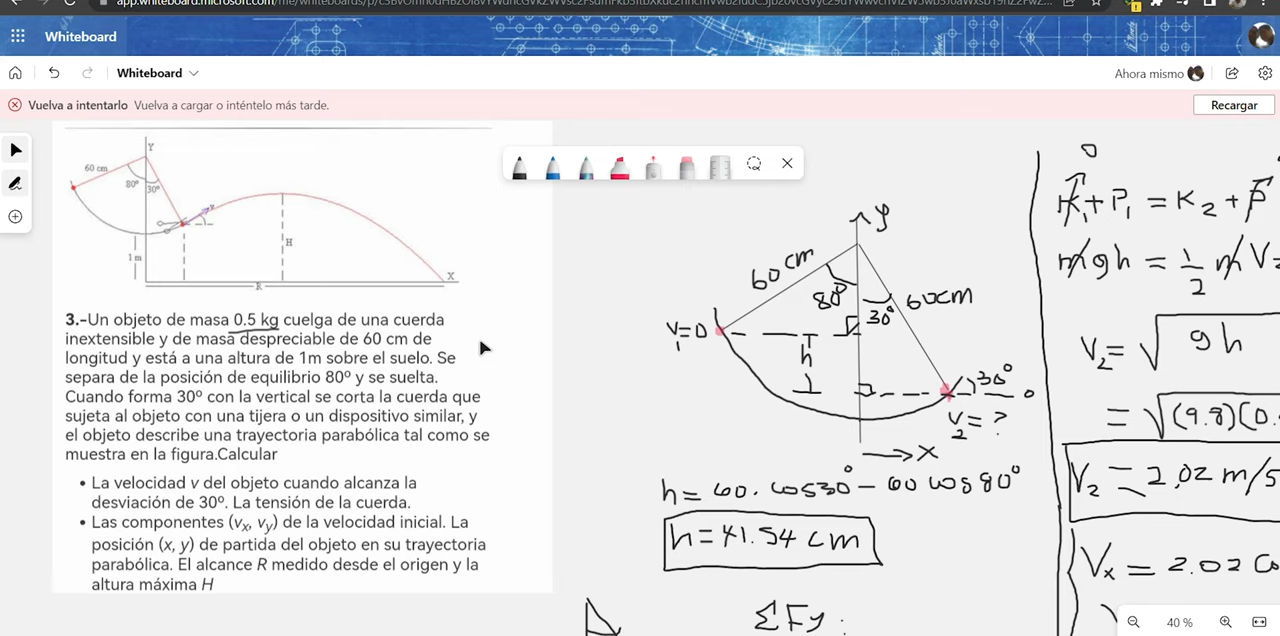 Whiteboard
Whiteboard
Ahora mismo
Vuelva a intentarlo Vuelva a cargar o inténtelo más tarde.
Recargar
Y
60 cm
80º 30º
v
H
1 m
X
R
3.-Un objeto de masa 0.5 kg cuelga de una cuerda
inextensible y de masa despreciable de 60 cm de
longitud y está a una altura de 1m sobre el suelo. Se
separa de la posición de equilibrio 80º y se suelta.
Cuando forma 30º con la vertical se corta la cuerda que
sujeta al objeto con una tijera o un dispositivo similar, y
el objeto describe una trayectoria parabólica tal como se
muestra en la figura.Calcular
• La velocidad v del objeto cuando alcanza la
desviación de 30º. La tensión de la cuerda.
• Las componentes (vx, vy) de la velocidad inicial. La
posición (x, y) de partida del objeto en su trayectoria
parabólica. El alcance R medido desde el origen y la
altura máxima H
y
60 cm
80° 60cm
30°
V1=0
h
30°
V2=?
x
h= 60. cos30° - 60 cos 80°
h=41.54 cm
ΣFy:
0
K1+P1 = K2 + P
mgh = 1/2 m V
V2= √ gh
= √(9.8)(0.
V2 = 2,02 m/s
Vx = 2.02 Co
40 %